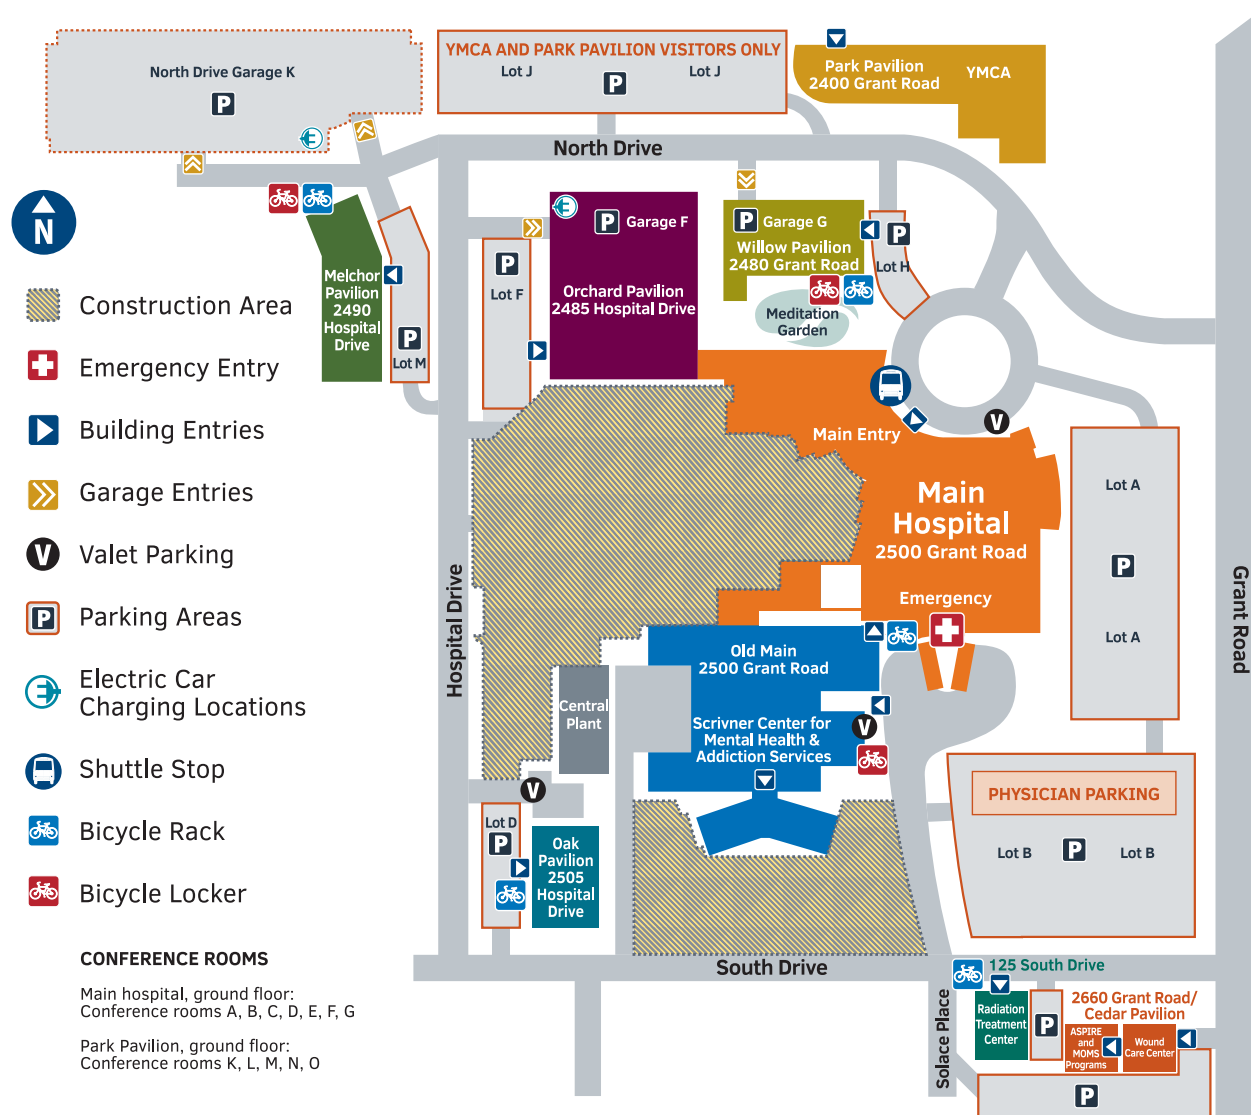 North Drive Garage K
P
YMCA AND PARK PAVILION VISITORS ONLY
Lot J
P
Lot J
Park Pavilion
2400 Grant Road
YMCA
North Drive
N
Construction Area
Emergency Entry
Building Entries
Garage Entries
V
Valet Parking
P
Parking Areas
Electric Car
Charging Locations
Shuttle Stop
Bicycle Rack
Bicycle Locker
CONFERENCE ROOMS
Main hospital, ground floor:
Conference rooms A, B, C, D, E, F, G
Park Pavilion, ground floor:
Conference rooms K, L, M, N, O
Melchor
Pavilion
2490
Hospital
Drive
P
Lot M
P
Lot F
P
Garage F
Orchard Pavilion
2485 Hospital Drive
P
Garage G
Willow Pavilion
2480 Grant Road
P
Lot H
Meditation
Garden
Main Entry
V
Main
Hospital
2500 Grant Road
Emergency
Lot A
P
Lot A
Grant Road
Hospital Drive
Old Main
2500 Grant Road
Central
Plant
Scrivner Center for
Mental Health &
Addiction Services
V
V
Lot D
P
Oak
Pavilion
2505
Hospital
Drive
PHYSICIAN PARKING
Lot B
P
Lot B
South Drive
125 South Drive
Solace Place
Radiation
Treatment
Center
P
2660 Grant Road/
Cedar Pavilion
ASPIRE
and
MOMS
Programs
Wound
Care Center
P